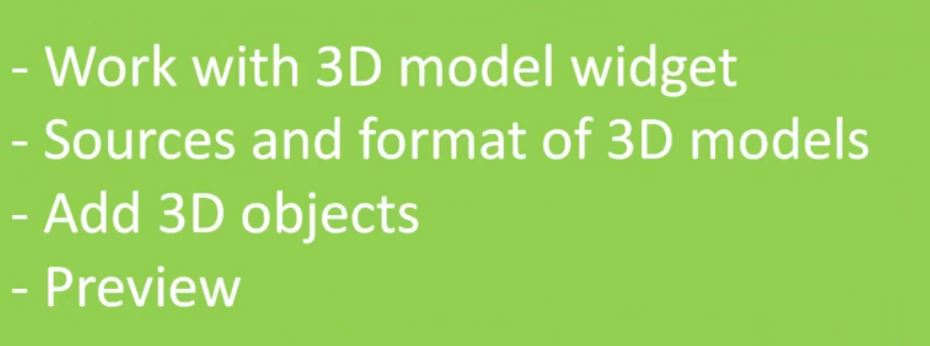 - Work with 3D model widget
- Sources and format of 3D models
- Add 3D objects
- Preview